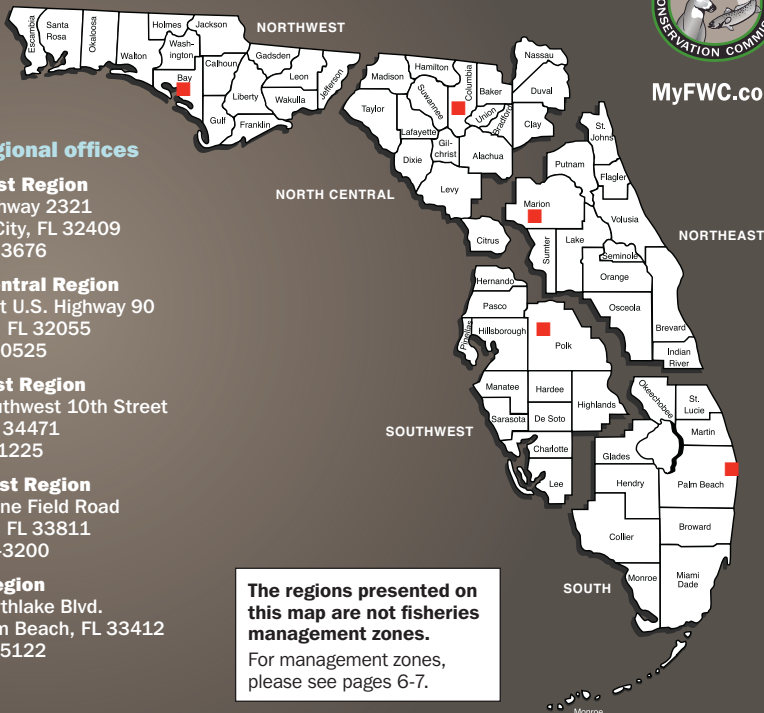 CONSERVATION COMMIS
MyFWC.co
gional offices
st Region
hway 2321
City, FL 32409
3676
ntral Region
t U.S. Highway 90
, FL 32055
0525
st Region
uthwest 10th Street
34471
1225
st Region
ne Field Road
, FL 33811
-3200
egion
rthlake Blvd.
m Beach, FL 33412
5122
NORTHWEST
Escambia
Santa
Rosa
Okaloosa
Walton
Holmes
Jackson
Wash-
ington
Bay
Calhoun
Gulf
Liberty
Franklin
Gadsden
Leon
Wakulla
Jefferson
NORTH CENTRAL
Madison
Hamilton
Taylor
Suwannee
Columbia
Baker
Union
Bradford
Lafayette
Gil-
christ
Dixie
Alachua
Levy
Citrus
NORTHEAST
Nassau
Duval
Clay
St.
Johns
Putnam
Flagler
Marion
Volusia
Sumter
Lake
Seminole
Orange
Osceola
Brevard
Indian
River
SOUTHWEST
Hernando
Pasco
Pinellas
Hillsborough
Polk
Manatee
Hardee
Highlands
Sarasota
De Soto
Charlotte
Lee
SOUTH
Okeechobee
St.
Lucie
Martin
Glades
Hendry
Palm Beach
Collier
Broward
Monroe
Miami
Dade
Monroe
The regions presented on
this map are not fisheries
management zones.
For management zones,
please see pages 6-7.